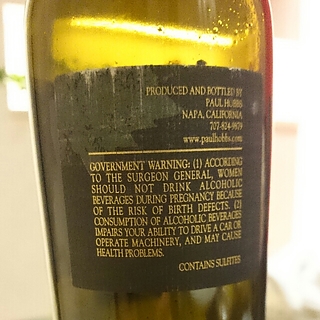 PRODUCED AND BOTTLED BY
PAUL HOBBS
NAPA, CALIFORNIA
707-824-9879
www.paulhobbs.com
GOVERNMENT WARNING: (1) ACCORDING
TO THE SURGEON GENERAL, WOMEN
SHOULD NOT DRINK ALCOHOLIC
BEVERAGES DURING PREGNANCY BECAUSE
OF THE RISK OF BIRTH DEFECTS. (2)
CONSUMPTION OF ALCOHOLIC BEVERAGES
IMPAIRS YOUR ABILITY TO DRIVE A CAR OR
OPERATE MACHINERY, AND MAY CAUSE
HEALTH PROBLEMS.
CONTAINS SULFITES